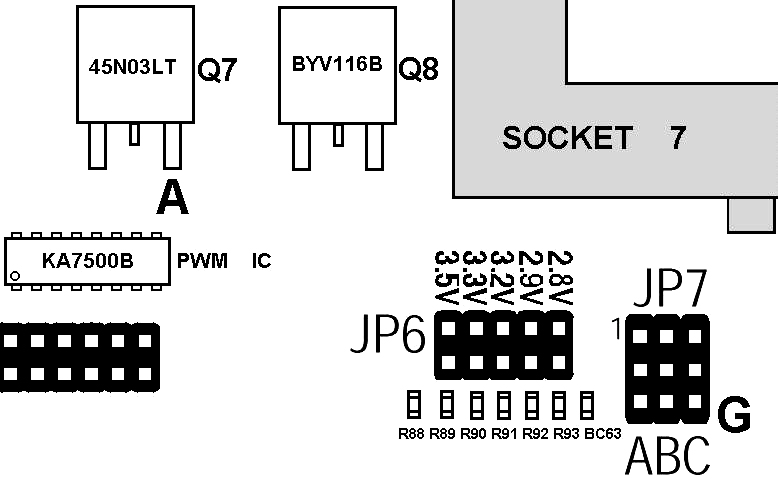 45N03LT Q7
BYV116B Q8
SOCKET 7
A
KA7500B PWM IC
3.5V 3.3V 3.2V 2.9V 2.8V
JP6
JP7
1
G
R88 R89 R90 R91 R92 R93 BC63
ABC